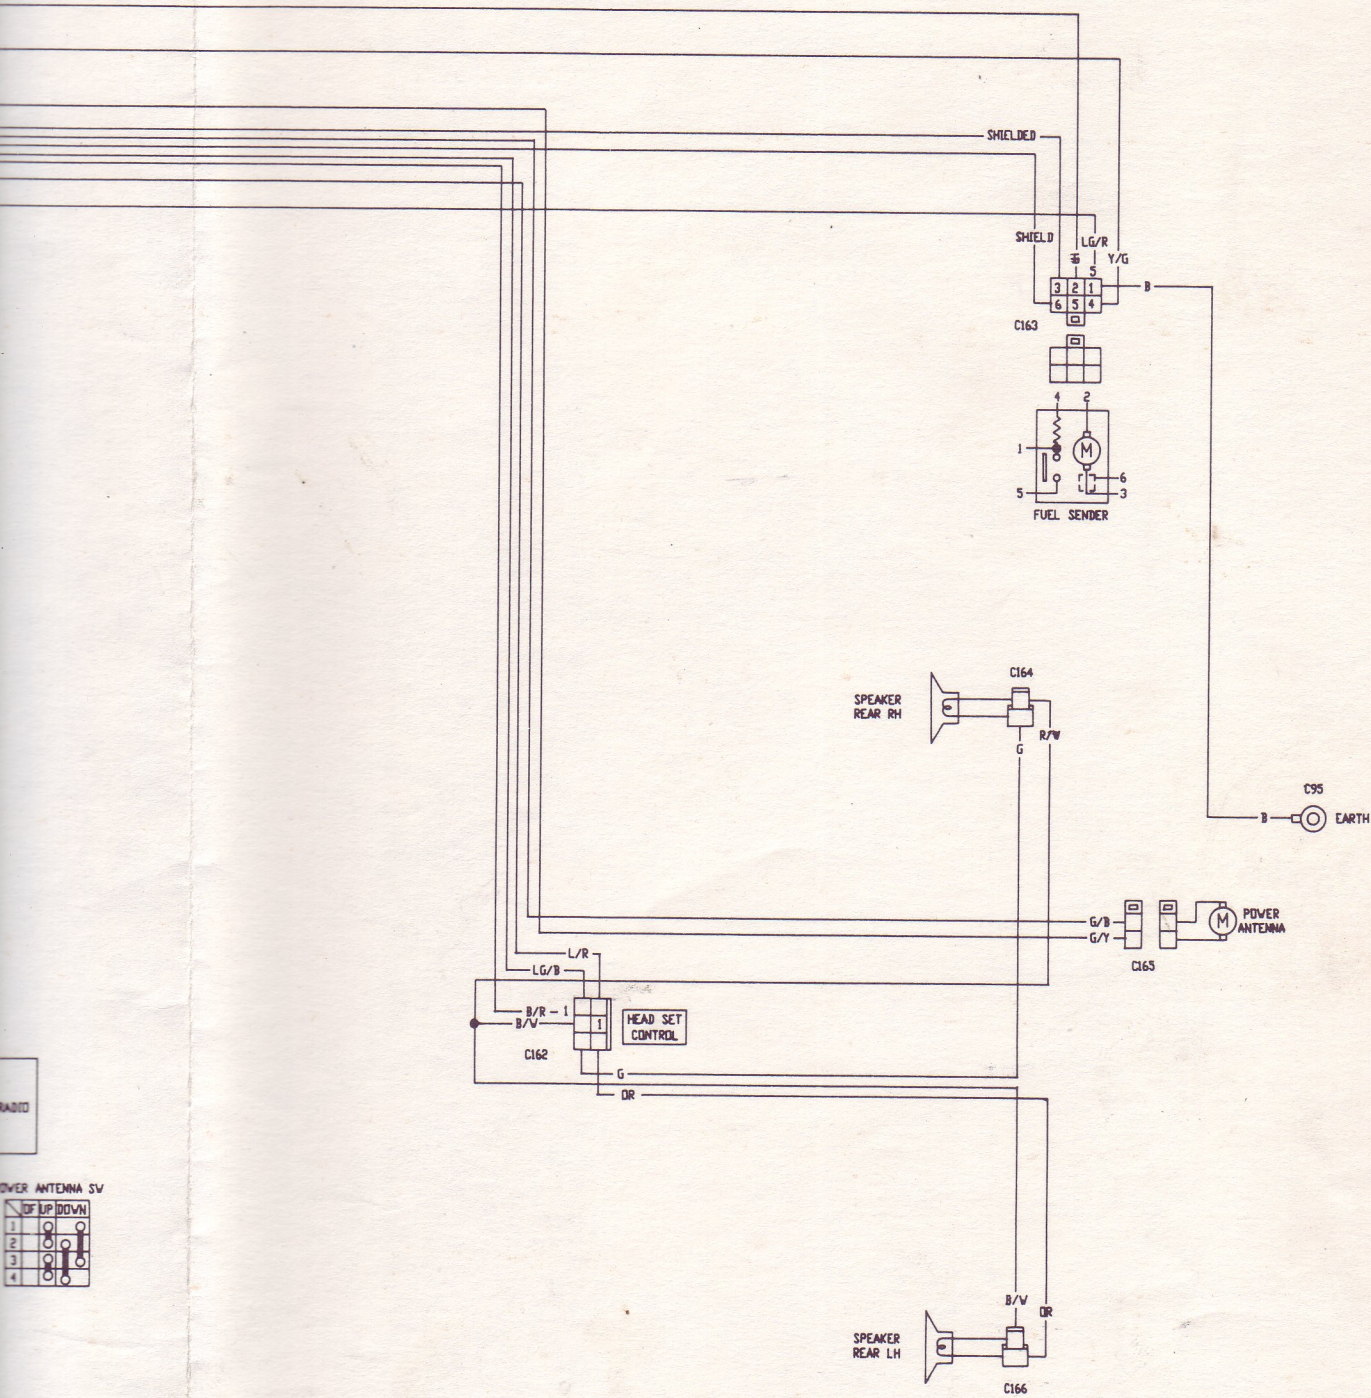 SHIELDED
SHIELD
LG/R
Y/G
5
3 2 1
B
6 5 4
C163
4 2
M
1
6
5
3
FUEL SENDER
C164
SPEAKER
REAR RH
R/W
G
C95
B
EARTH
G/B
G/Y
M
POWER
ANTENNA
C165
L/R
LG/B
B/R - 1
B/W
1
HEAD SET
CONTROL
C162
G
OR
RADIO
OWER ANTENNA SW
OF UP DOWN
1
2
3
4
B/W
OR
SPEAKER
REAR LH
C166